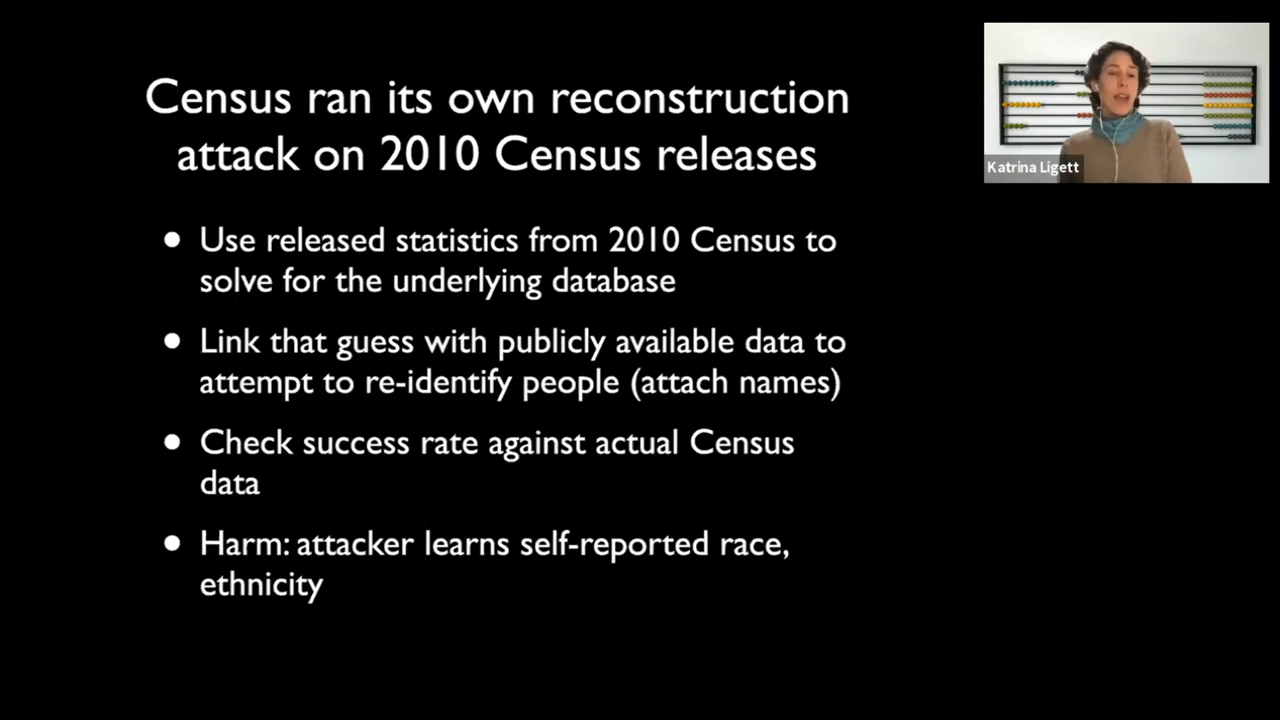 Census ran its own reconstruction
attack on 2010 Census releases
• Use released statistics from 2010 Census to
solve for the underlying database
• Link that guess with publicly available data to
attempt to re-identify people (attach names)
• Check success rate against actual Census
data
• Harm: attacker learns self-reported race,
ethnicity
Katrina Ligett